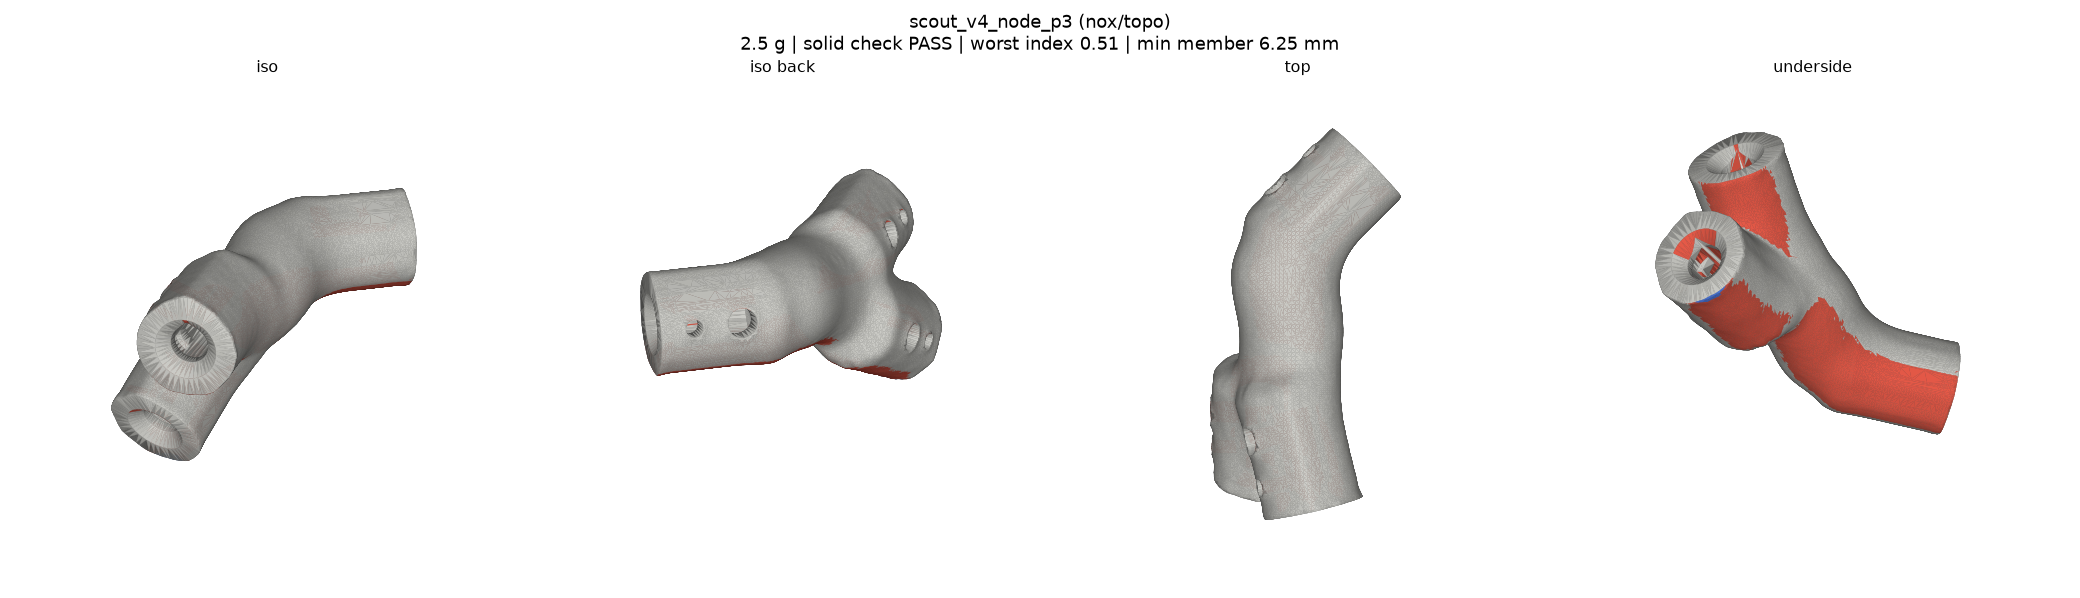 scout_v4_node_p3 (nox/topo)
2.5 g | solid check PASS | worst index 0.51 | min member 6.25 mm
iso
iso back
top
underside